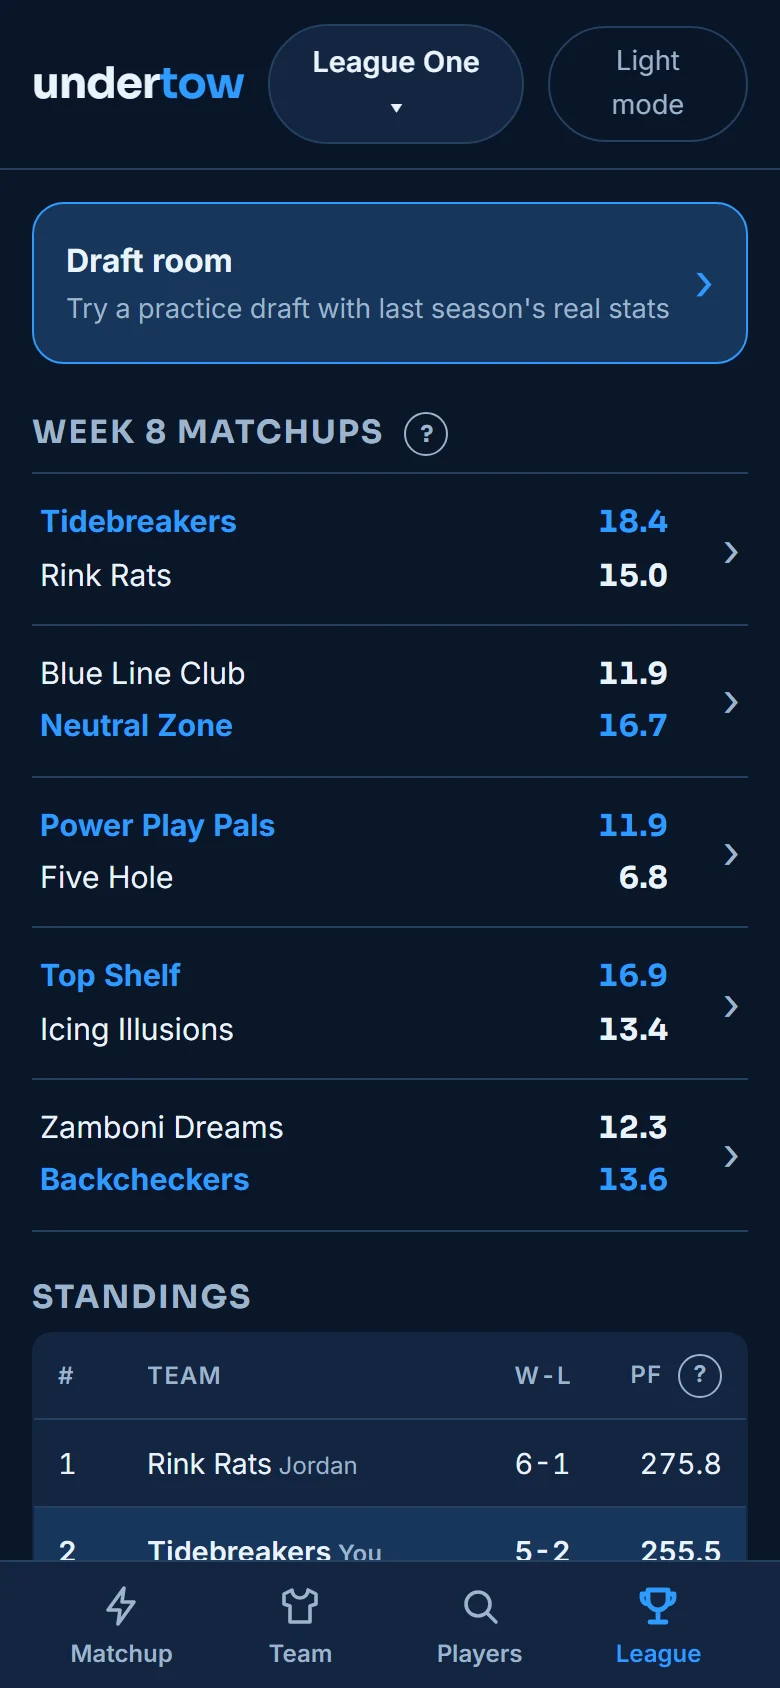 undertow
League One
▼
Light
mode
Draft room
Try a practice draft with last season's real stats
WEEK 8 MATCHUPS ?
Tidebreakers 18.4
Rink Rats 15.0
Blue Line Club 11.9
Neutral Zone 16.7
Power Play Pals 11.9
Five Hole 6.8
Top Shelf 16.9
Icing Illusions 13.4
Zamboni Dreams 12.3
Backcheckers 13.6
STANDINGS
# TEAM W-L PF ?
1 Rink Rats Jordan 6-1 275.8
2 Tidebreakers You 5-2 255.5
Matchup Team Players League